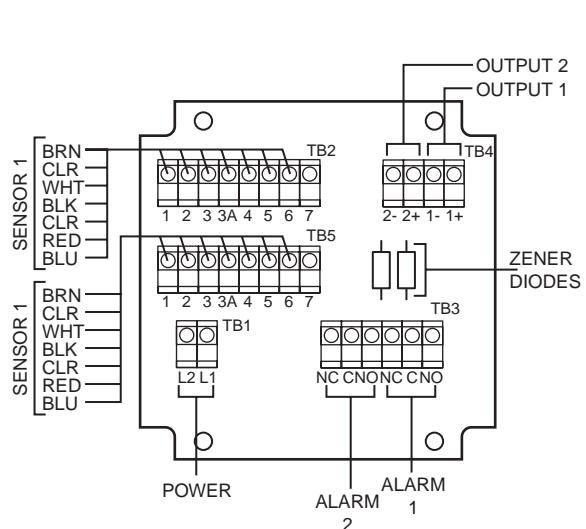 OUTPUT 2
OUTPUT 1
TB2
TB4
SENSOR 1
BRN
CLR
WHT
BLK
CLR
RED
BLU
1 2 3 3A 4 5 6 7
2- 2+ 1- 1+
TB5
ZENER
DIODES
1 2 3 3A 4 5 6 7
SENSOR 1
BRN
CLR
WHT
BLK
CLR
RED
BLU
TB1
TB3
L2 L1
NC C NO NC C NO
POWER
ALARM
2
ALARM
1